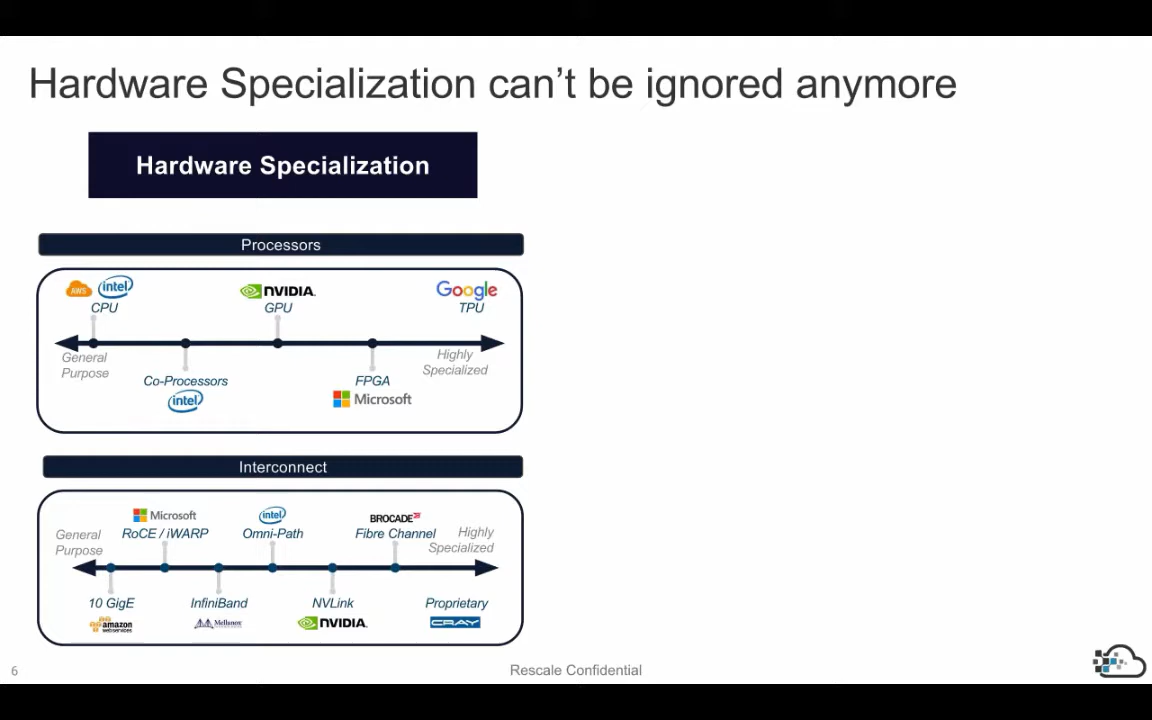 Hardware Specialization can't be ignored anymore
Hardware Specialization
Processors
AWS intel
CPU
NVIDIA.
GPU
Google
TPU
General
Purpose
Highly
Specialized
Co-Processors
intel
FPGA
Microsoft
Interconnect
General
Purpose
Microsoft
RoCE / iWARP
intel
Omni-Path
BROCADE
Fibre Channel
Highly
Specialized
10 GigE
amazon
webservices
InfiniBand
Mellanox
NVLink
NVIDIA.
Proprietary
CRAY
6
Rescale Confidential